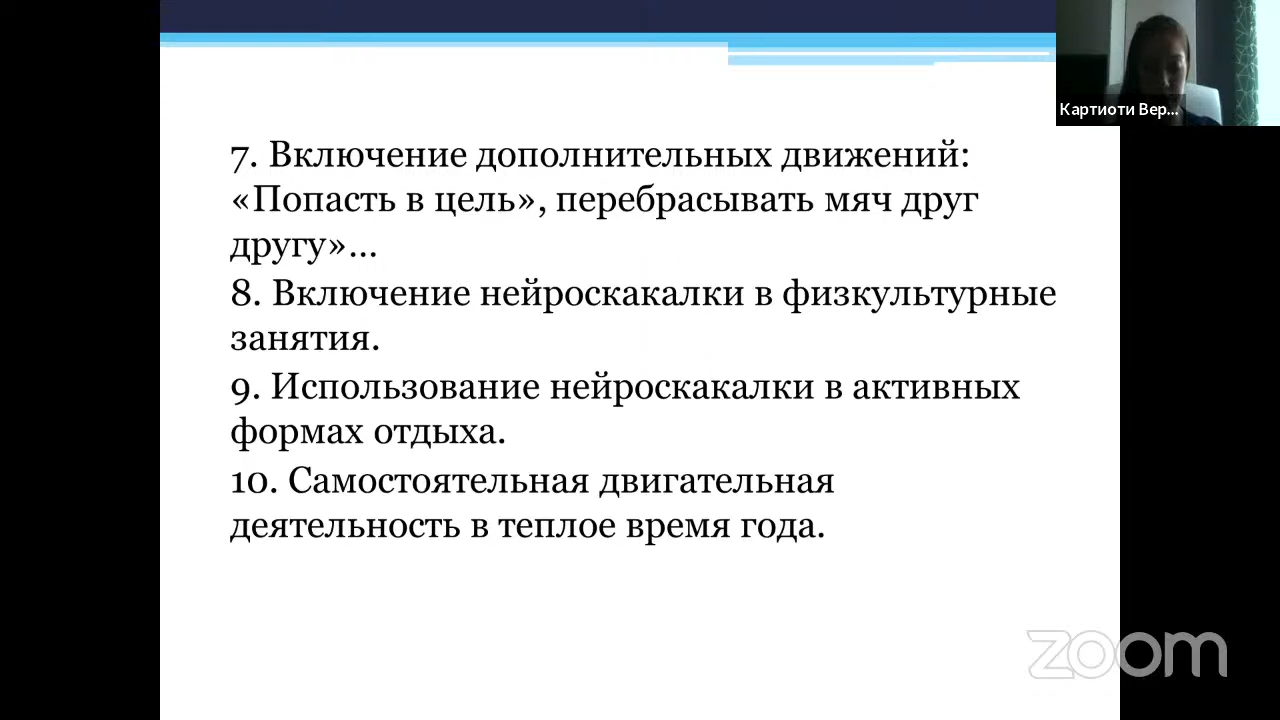 Картиоти Вер...
7. Включение дополнительных движений:
«Попасть в цель», перебрасывать мяч друг
другу»...
8. Включение нейроскакалки в физкультурные
занятия.
9. Использование нейроскакалки в активных
формах отдыха.
10. Самостоятельная двигательная
деятельность в теплое время года.
zoom